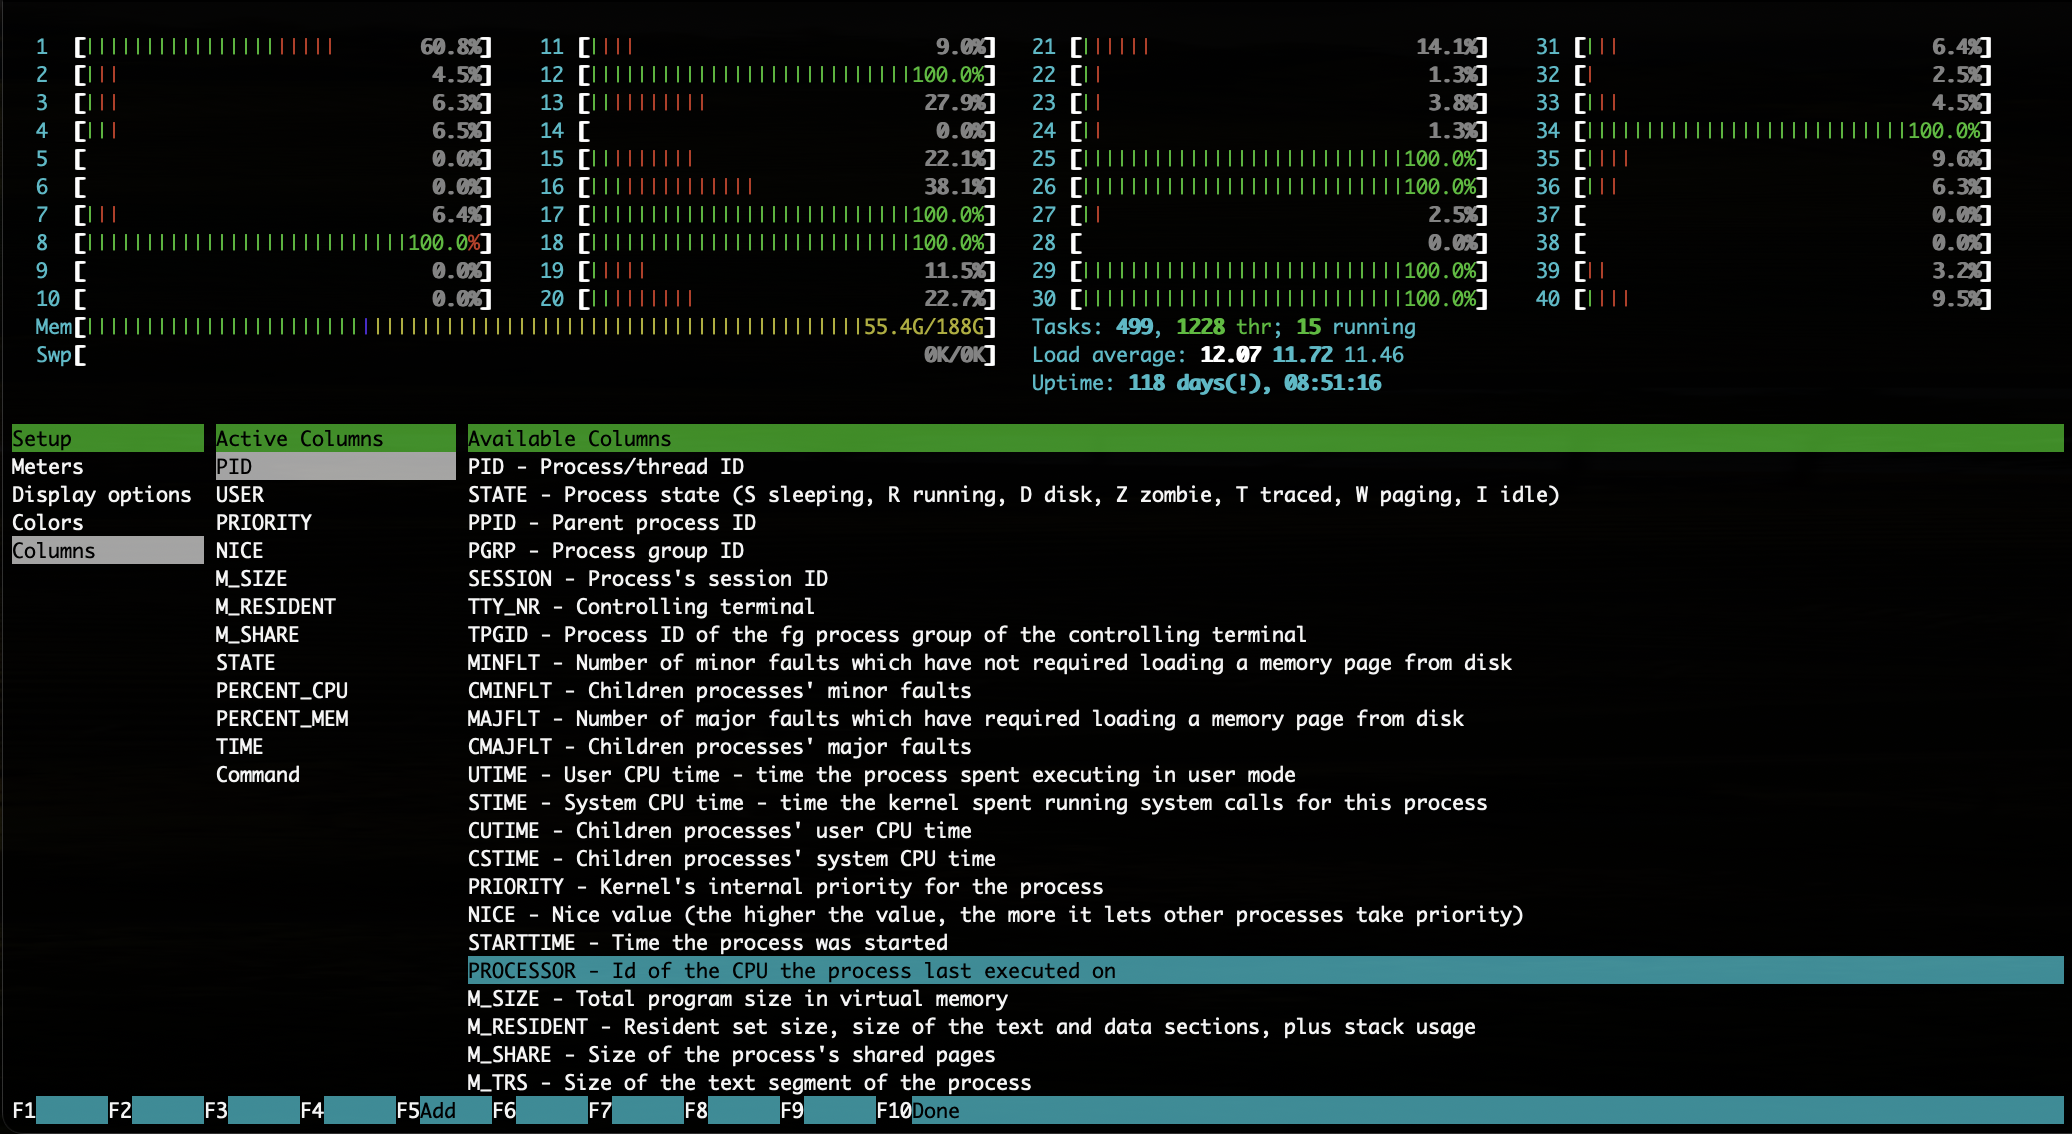 1 [60.8%] 11 [9.0%] 21 [14.1%] 31 [6.4%]
2 [4.5%] 12 [100.0%] 22 [1.3%] 32 [2.5%]
3 [6.3%] 13 [27.9%] 23 [3.8%] 33 [4.5%]
4 [6.5%] 14 [0.0%] 24 [1.3%] 34 [100.0%]
5 [0.0%] 15 [22.1%] 25 [100.0%] 35 [9.6%]
6 [0.0%] 16 [38.1%] 26 [100.0%] 36 [6.3%]
7 [6.4%] 17 [100.0%] 27 [2.5%] 37 [0.0%]
8 [100.0%] 18 [100.0%] 28 [0.0%] 38 [0.0%]
9 [0.0%] 19 [11.5%] 29 [100.0%] 39 [3.2%]
10 [0.0%] 20 [22.7%] 30 [100.0%] 40 [9.5%]
Mem[55.4G/188G] Tasks: 499, 1228 thr; 15 running
Swp[0K/0K] Load average: 12.07 11.72 11.46
Uptime: 118 days(!), 08:51:16
Setup
Meters
Display options
Colors
Columns
Active Columns
PID
USER
PRIORITY
NICE
M_SIZE
M_RESIDENT
M_SHARE
STATE
PERCENT_CPU
PERCENT_MEM
TIME
Command
Available Columns
PID - Process/thread ID
STATE - Process state (S sleeping, R running, D disk, Z zombie, T traced, W paging, I idle)
PPID - Parent process ID
PGRP - Process group ID
SESSION - Process's session ID
TTY_NR - Controlling terminal
TPGID - Process ID of the fg process group of the controlling terminal
MINFLT - Number of minor faults which have not required loading a memory page from disk
CMINFLT - Children processes' minor faults
MAJFLT - Number of major faults which have required loading a memory page from disk
CMAJFLT - Children processes' major faults
UTIME - User CPU time - time the process spent executing in user mode
STIME - System CPU time - time the kernel spent running system calls for this process
CUTIME - Children processes' user CPU time
CSTIME - Children processes' system CPU time
PRIORITY - Kernel's internal priority for the process
NICE - Nice value (the higher the value, the more it lets other processes take priority)
STARTTIME - Time the process was started
PROCESSOR - Id of the CPU the process last executed on
M_SIZE - Total program size in virtual memory
M_RESIDENT - Resident set size, size of the text and data sections, plus stack usage
M_SHARE - Size of the process's shared pages
M_TRS - Size of the text segment of the process
F1 F2 F3 F4 F5Add F6 F7 F8 F9 F10Done